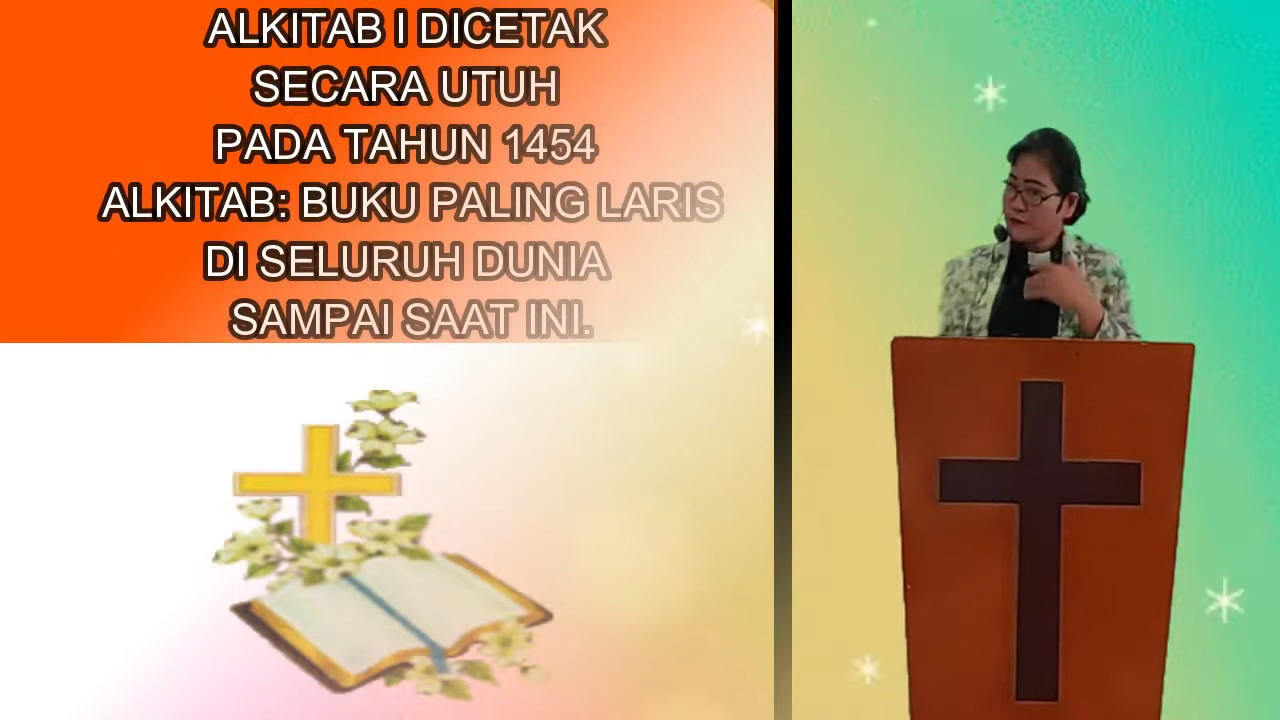 ALKITAB I DICETAK
SECARA UTUH
PADA TAHUN 1454
ALKITAB: BUKU PALING LARIS
DI SELURUH DUNIA
SAMPAI SAAT INI.